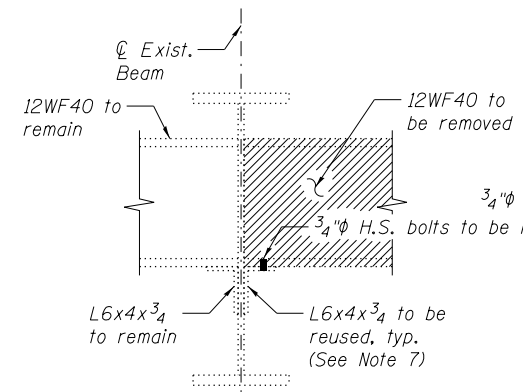 ℄ Exist.
Beam
12WF40 to
remain
12WF40 to
be removed
3/4"φ
3/4"φ H.S. bolts to be
L6x4x3/4
to remain
L6x4x3/4 to be
reused, typ.
(See Note 7)